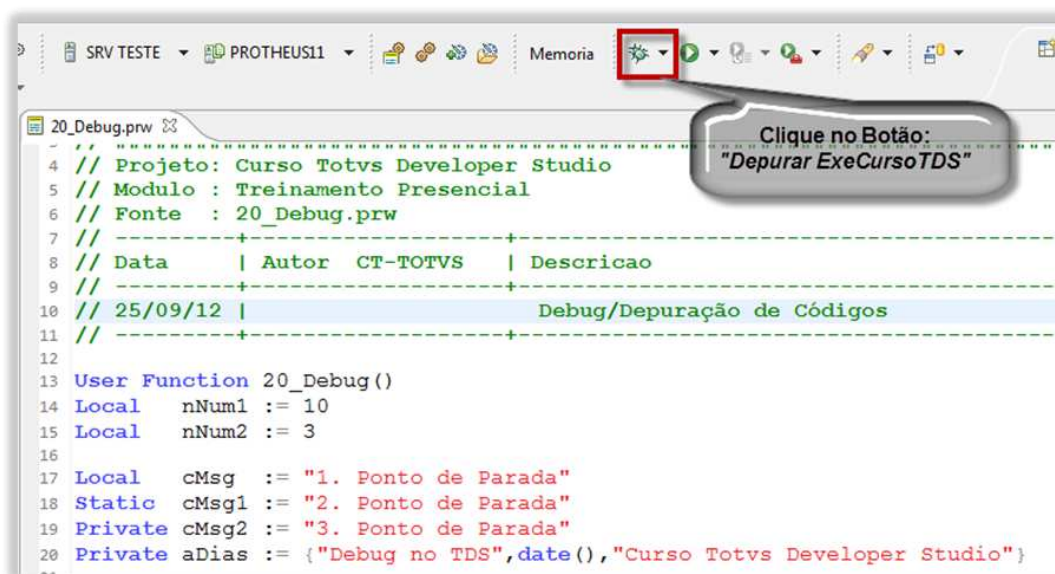 SRV TESTE PROTHEUS11 Memoria
20_Debug.prw
Clique no Botão:
"Depurar ExeCursoTDS"
4 // Projeto: Curso Totvs Developer Studio
5 // Modulo : Treinamento Presencial
6 // Fonte : 20_Debug.prw
7 // ---------+-------------------+-----------------------------------------
8 // Data | Autor CT-TOTVS | Descricao
9 // ---------+-------------------+-----------------------------------------
10 // 25/09/12 | Debug/Depuração de Códigos
11 // ---------+-------------------+-----------------------------------------
12
13 User Function 20_Debug()
14 Local nNum1 := 10
15 Local nNum2 := 3
16
17 Local cMsg := "1. Ponto de Parada"
18 Static cMsg1 := "2. Ponto de Parada"
19 Private cMsg2 := "3. Ponto de Parada"
20 Private aDias := {"Debug no TDS",date(),"Curso Totvs Developer Studio"}